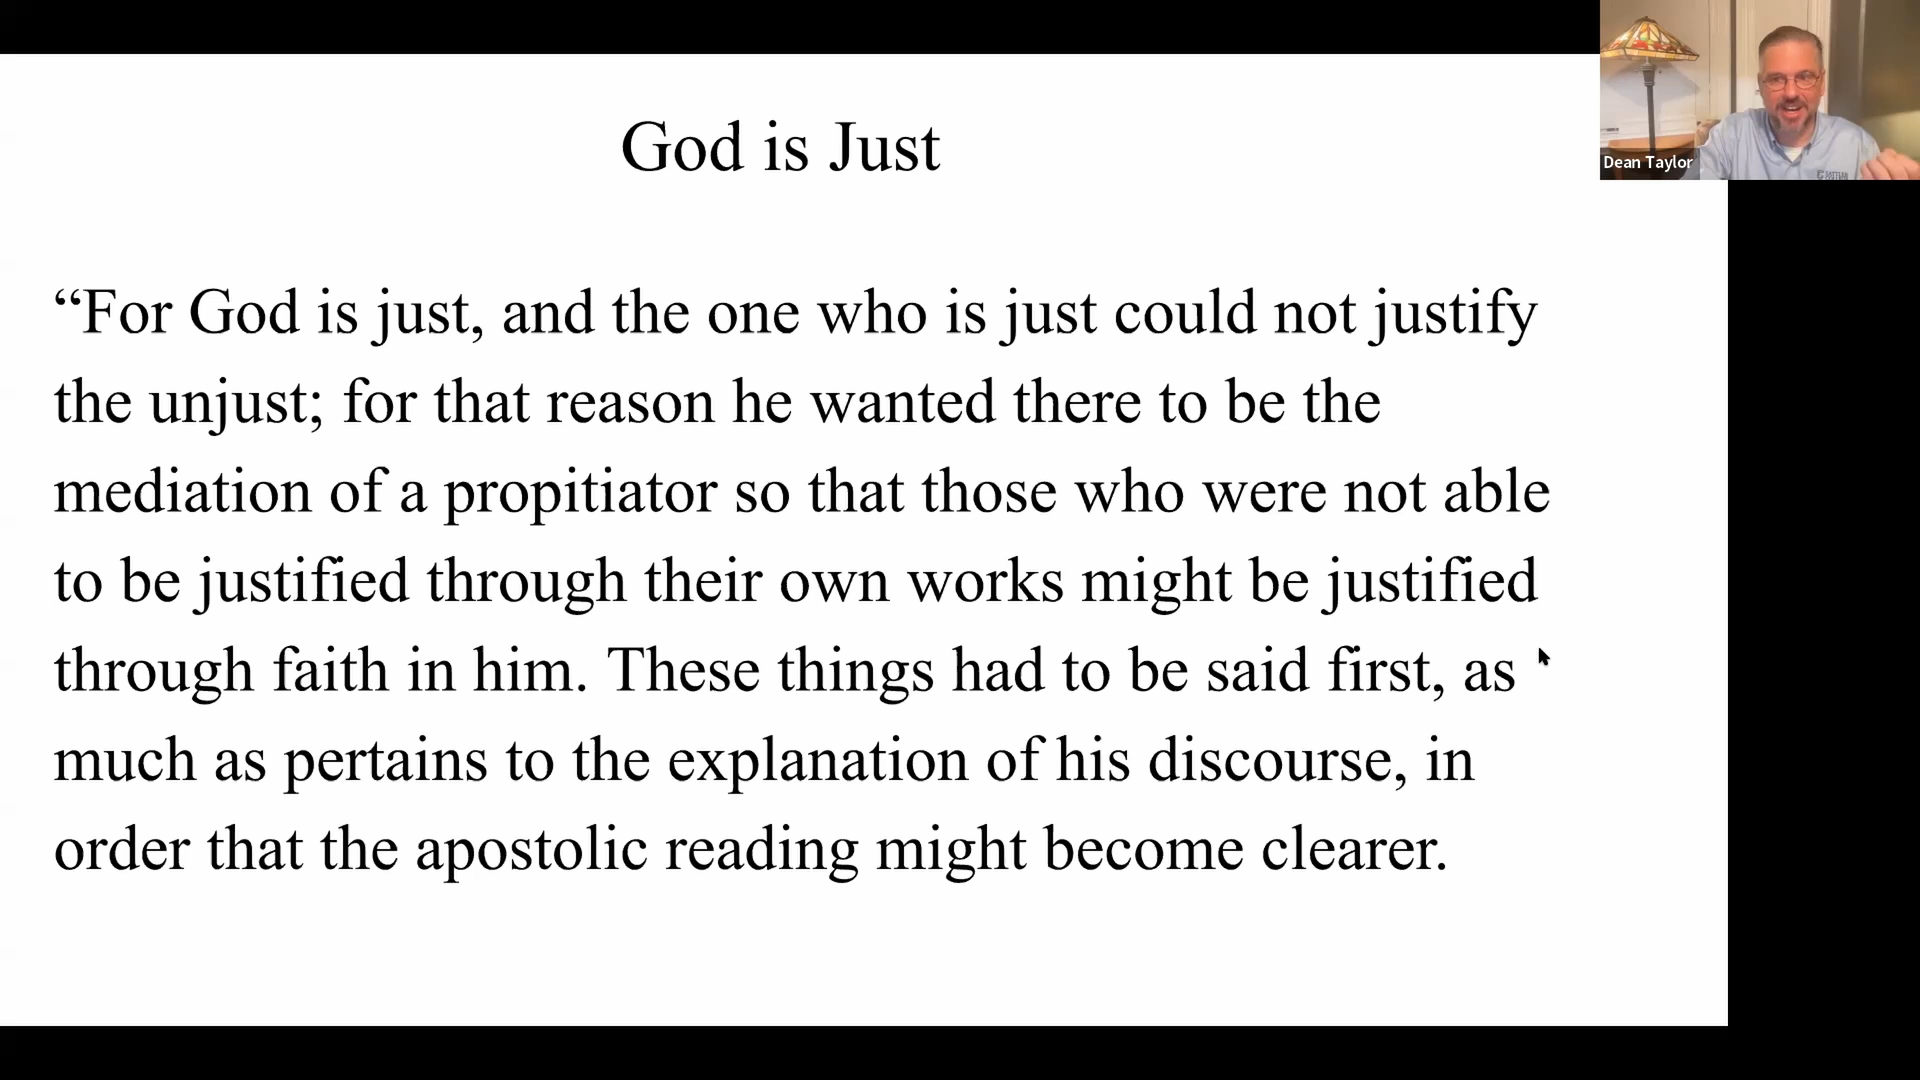 God is Just
“For God is just, and the one who is just could not justify
the unjust; for that reason he wanted there to be the
mediation of a propitiator so that those who were not able
to be justified through their own works might be justified
through faith in him. These things had to be said first, as
much as pertains to the explanation of his discourse, in
order that the apostolic reading might become clearer.
Dean Taylor